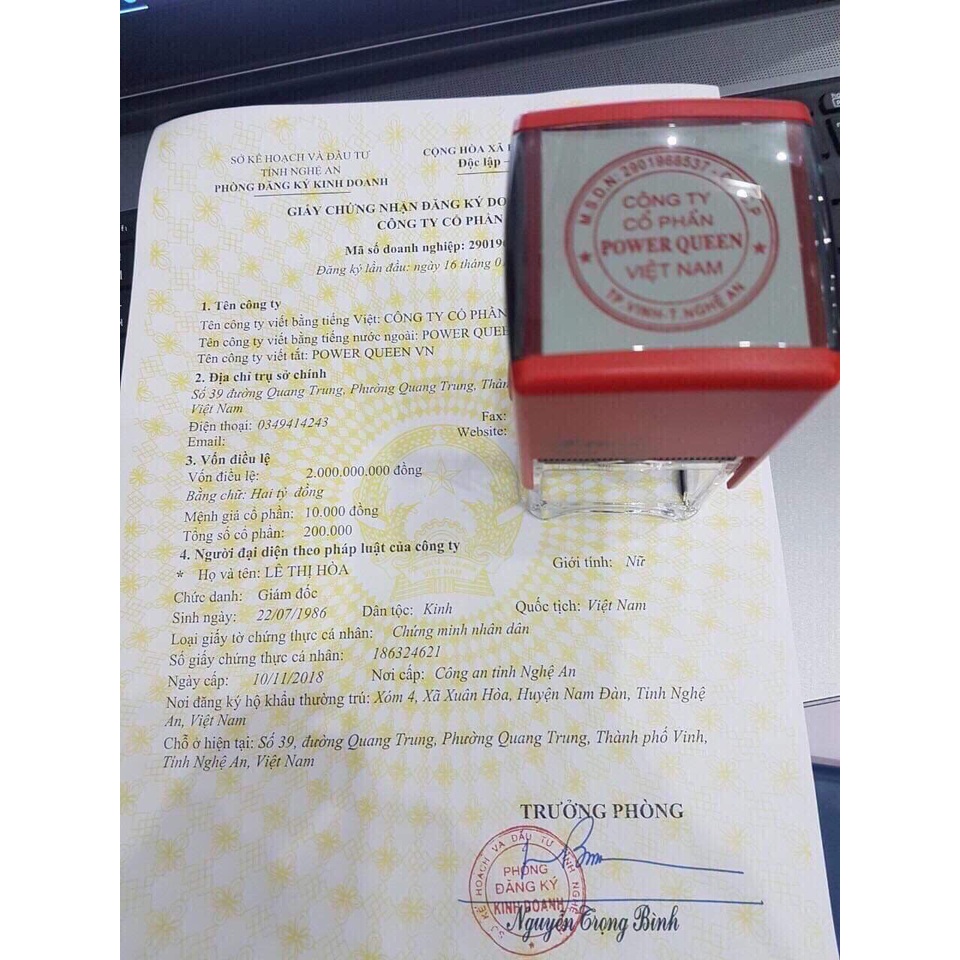 SỞ KẾ HOẠCH VÀ ĐẦU TƯ
TỈNH NGHỆ AN
PHÒNG ĐĂNG KÝ KINH DOANH
CỘNG HÒA XÃ
Độc lập –
GIẤY CHỨNG NHẬN ĐĂNG KÝ
CÔNG TY CỔ PHẦN
Mã số doanh nghiệp: 29019
Đăng ký lần đầu: ngày 16 tháng 0
1. Tên công ty
Tên công ty viết bằng tiếng Việt: CÔNG TY CỔ PHẦN
Tên công ty viết bằng tiếng nước ngoài: POWER
Tên công ty viết tắt: POWER QUEEN VN
2. Địa chỉ trụ sở chính
Số 39 đường Quang Trung, Phường Quang Trung,
Việt Nam
Điện thoại: 0349414243
Fax:
Email:
Website:
3. Vốn điều lệ
Vốn điều lệ: 2.000.000.000 đồng
Bằng chữ: Hai tỷ đồng
Mệnh giá cổ phần: 10.000 đồng
Tổng số cổ phần: 200.000
4. Người đại diện theo pháp luật của công ty
* Họ và tên: LÊ THỊ HÒA
Giới tính: Nữ
Chức danh: Giám đốc
Sinh ngày: 22/07/1986 Dân tộc: Kinh Quốc tịch: Việt Nam
Loại giấy tờ chứng thực cá nhân: Chứng minh nhân dân
Số giấy chứng thực cá nhân: 186324621
Ngày cấp: 10/11/2018 Nơi cấp: Công an tỉnh Nghệ An
Nơi đăng ký hộ khẩu thường trú: Xóm 4, Xã Xuân Hòa, Huyện Nam Đàn, Tỉnh Nghệ
An, Việt Nam
Chỗ ở hiện tại: Số 39, đường Quang Trung, Phường Quang Trung, Thành phố Vinh,
Tỉnh Nghệ An, Việt Nam
TRƯỞNG PHÒNG
SỞ KẾ HOẠCH VÀ ĐẦU TƯ TỈNH NGHỆ
PHÒNG
ĐĂNG KÝ
KINH DOANH
Nguyễn Trọng Bình
M.S.D.N: 2901968537
CÔNG TY
CỔ PHẦN
POWER QUEEN
VIỆT NAM
TP.VINH-T.NGHỆ AN